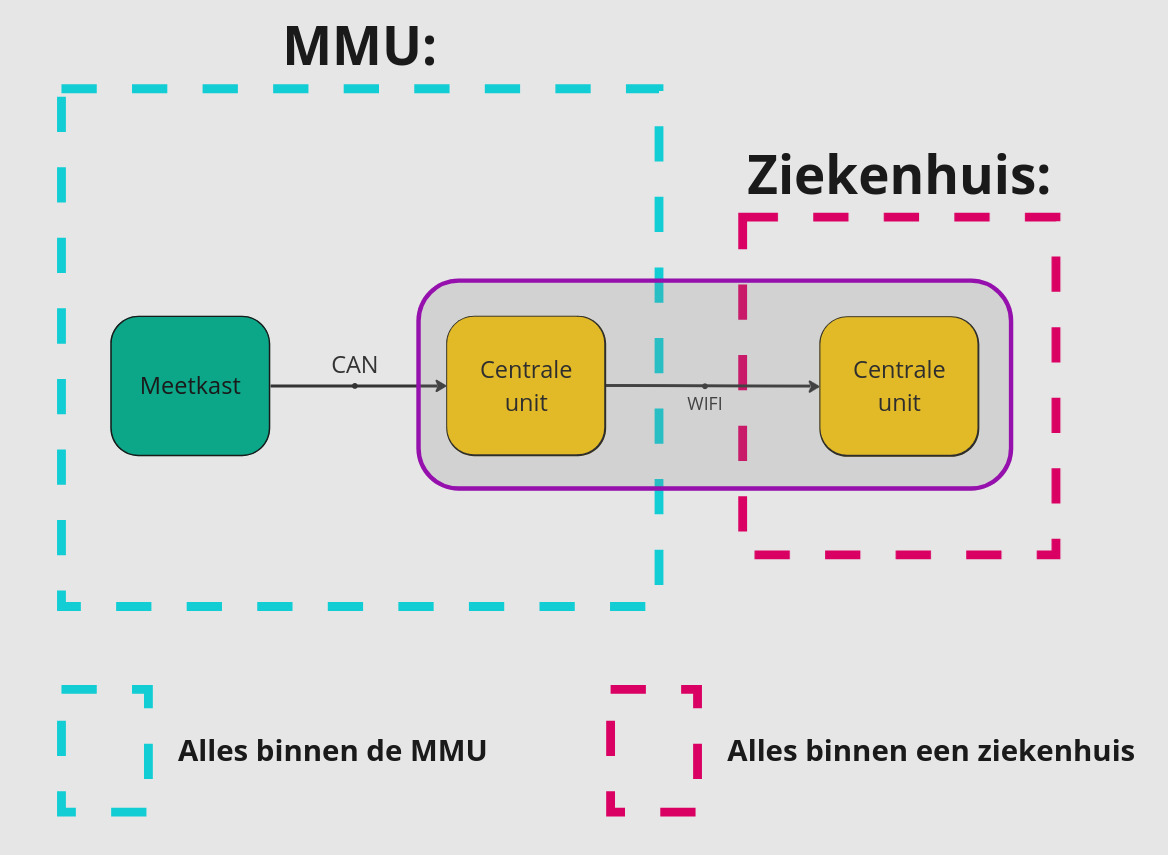 MMU:
Ziekenhuis:
Meetkast
CAN
Centrale
unit
WIFI
Centrale
unit
Alles binnen de MMU
Alles binnen een ziekenhuis